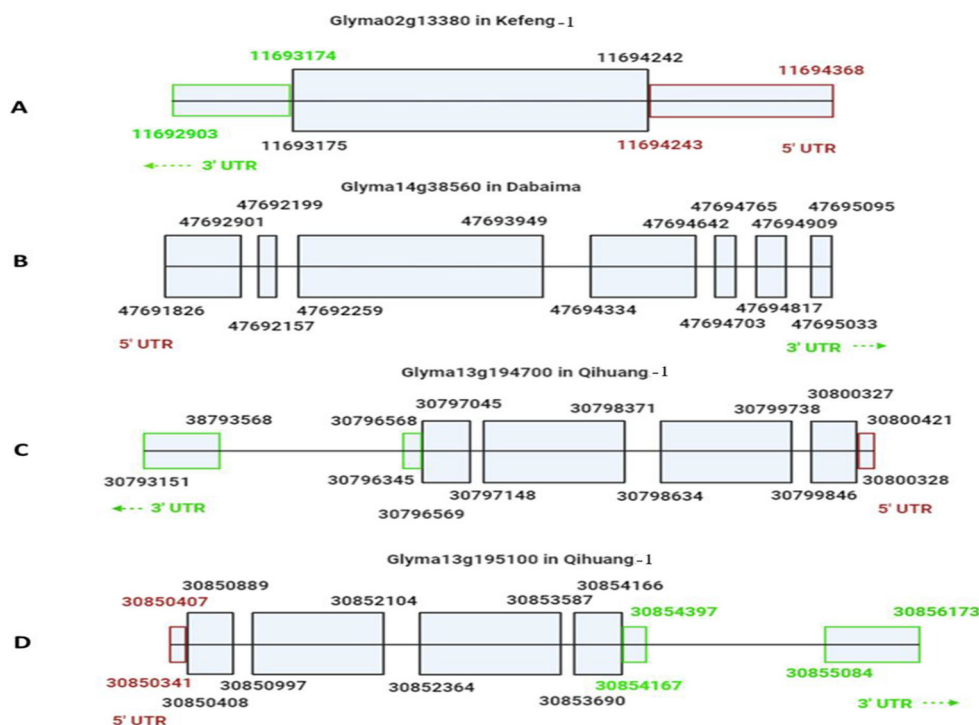 Glyma02g13380 in Kefeng-1
11693174 11694242 11694368
A
11692903 11693175 11694243 5' UTR
3' UTR
Glyma14g38560 in Dabaima
47692199 47694765 47695095
47692901 47693949 47694642 47694909
B
47691826 47692259 47694334 47694817
47692157 47694703 47695033
5' UTR 3' UTR
Glyma13g194700 in Qihuang-1
30800327
30797045 30798371 30799738
38793568 30796568 30800421
C
30793151 30796345 30800328
30797148 30798634 30799846
3' UTR 30796569 5' UTR
Glyma13g195100 in Qihuang-1
30850889 30854166
30850407 30852104 30853587 30854397 30856173
D
30850341 30850997 30852364 30854167 30855084
30850408 30853690 3' UTR
5' UTR